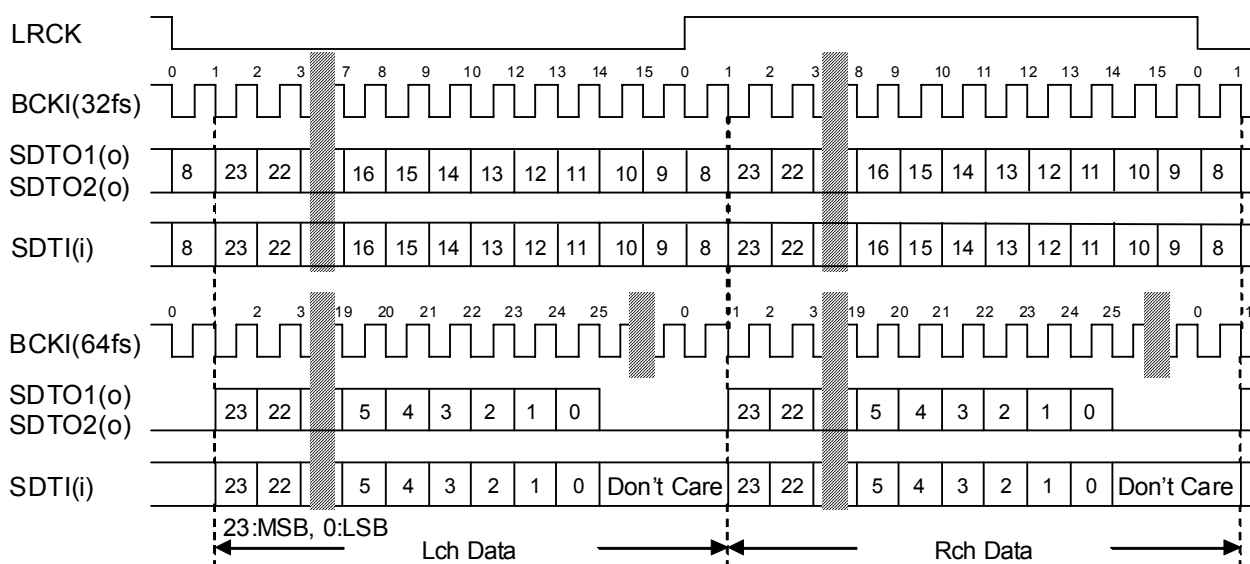 LRCK
0 1 2 3 7 8 9 10 12 13 14 15 0 1 2 3 8 9 10 11 12 13 14 15 0 1
BCKI(32fs)
SDTO1(o)
SDTO2(o)
8 23 22 16 15 14 13 12 11 10 9 8 23 22 16 15 14 13 12 11 10 9 8
SDTI(i)
8 23 22 16 15 14 13 12 11 10 9 8 23 22 16 15 14 13 12 11 10 9 8
0 1 2 3 19 20 21 22 23 24 25 0 1 2 3 19 20 21 22 23 24 25 0 1
BCKI(64fs)
SDTO1(o)
SDTO2(o)
23 22 5 4 3 2 1 0 23 22 5 4 3 2 1 0
SDTI(i)
23 22 5 4 3 2 1 0 Don't Care 23 22 5 4 3 2 1 0 Don't Care
23:MSB, 0:LSB
Lch Data Rch Data